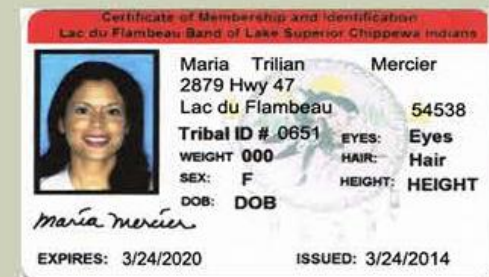 Certificate of Membership and Identification
Lac du Flambeau Band of Lake Superior Chippewa Indians
Maria Trilian Mercier
2879 Hwy 47
Lac du Flambeau 54538
Tribal ID # 0651 EYES: Eyes
WEIGHT 000 HAIR: Hair
SEX: F HEIGHT: HEIGHT
DOB: DOB
Maria Mercier
EXPIRES: 3/24/2020 ISSUED: 3/24/2014